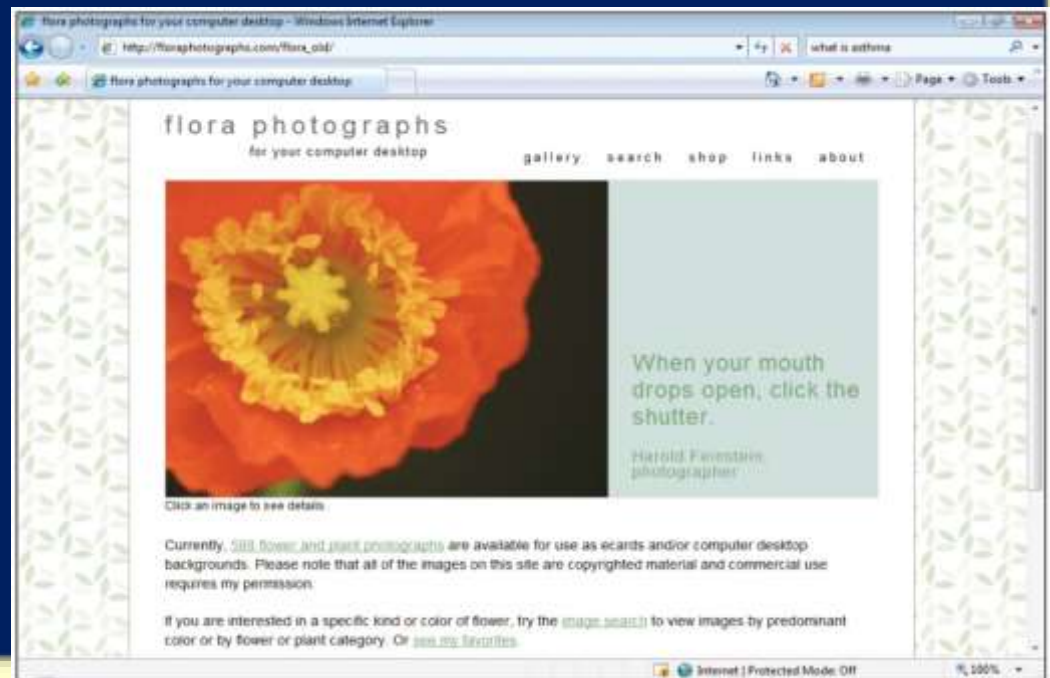 flora photographs for your computer desktop - Windows Internet Explorer
http://floraphotographs.com/flora_old/
what is asthma
flora photographs for your computer desktop
Page
Tools
flora photographs
for your computer desktop
gallery search shop links about
When your mouth
drops open, click the
shutter.
Harold Feinstein
photographer
Click an image to see details
Currently, 588 flower and plant photographs are available for use as ecards and/or computer desktop
backgrounds. Please note that all of the images on this site are copyrighted material and commercial use
requires my permission.
If you are interested in a specific kind or color of flower, try the image search to view images by predominant
color or by flower or plant category. Or see my favorites.
Internet | Protected Mode: Off
100%